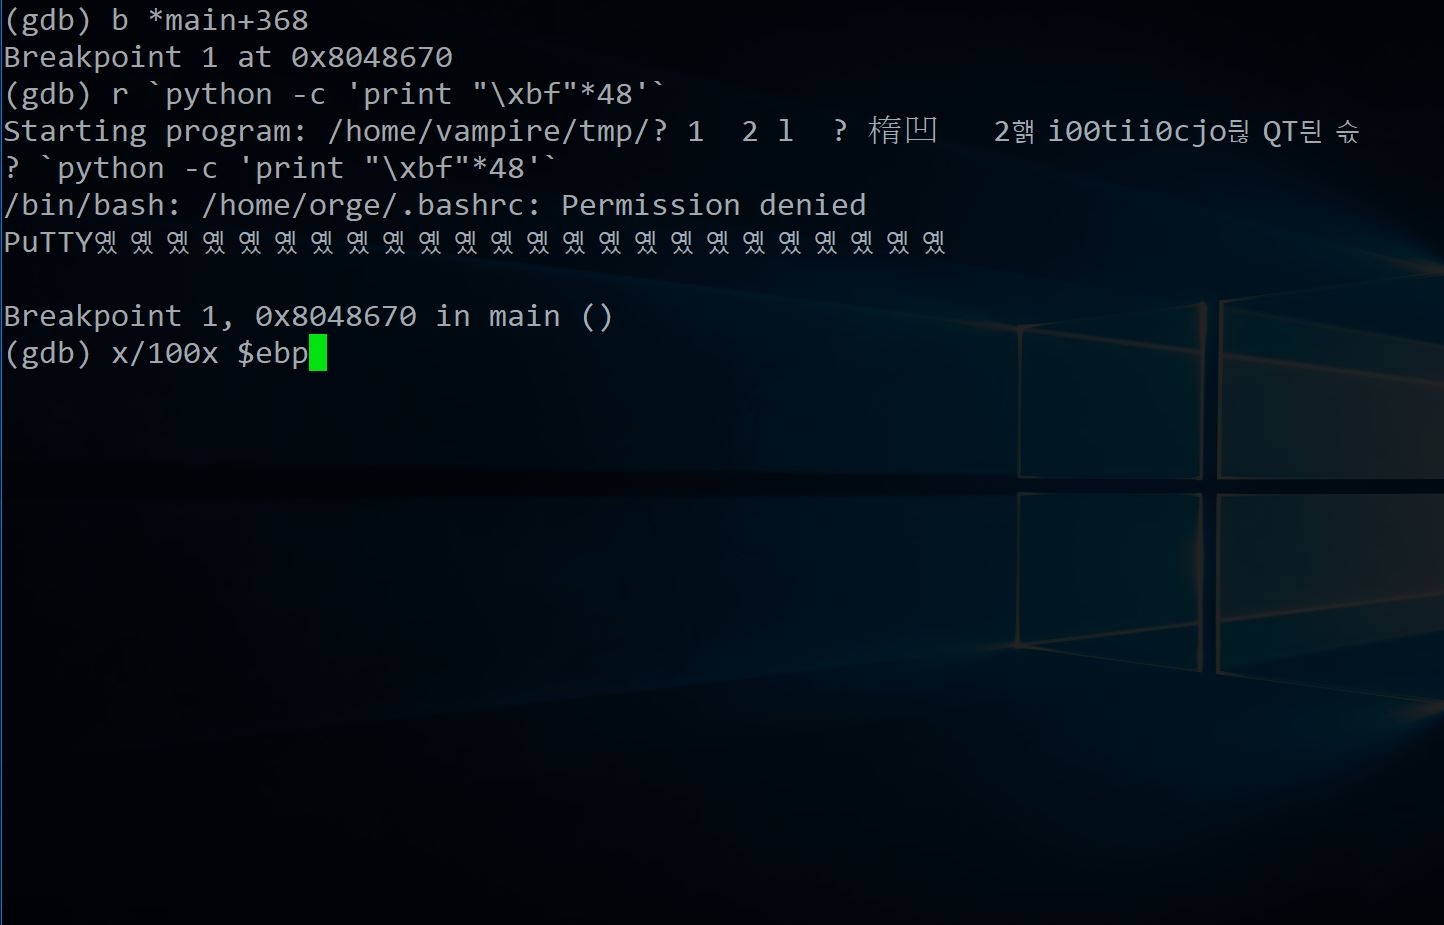 (gdb) b *main+368
Breakpoint 1 at 0x8048670
(gdb) r `python -c 'print "\xbf"*48'`
Starting program: /home/vampire/tmp/? 1  2 l  ? 楕凹   2핽 i00tii0cjo딇 QT된 슋
? `python -c 'print "\xbf"*48'`
/bin/bash: /home/orge/.bashrc: Permission denied
PuTTY옜 옜 옜 옜 옜 옜 옜 옜 옜 옜 옜 옜 옜 옜 옜 옜 옜 옜 옜 옜 옜 옜 옜 옜
Breakpoint 1, 0x8048670 in main ()
(gdb) x/100x $ebp